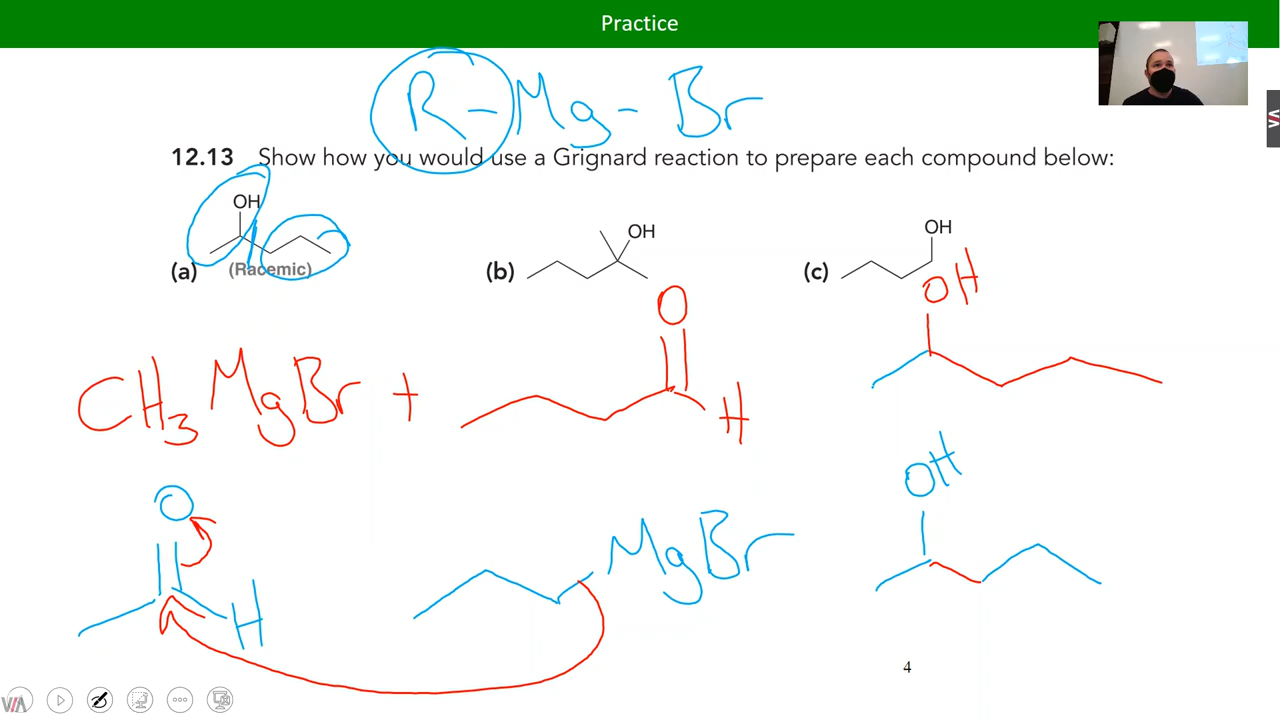 Practice
R-Mg-Br
12.13 Show how you would use a Grignard reaction to prepare each compound below:
OH
(a)
(Racemic)
OH
(b)
OH
(c)
OH
CH3MgBr +
O
H
O
H
MgBr
OH
4
VIA